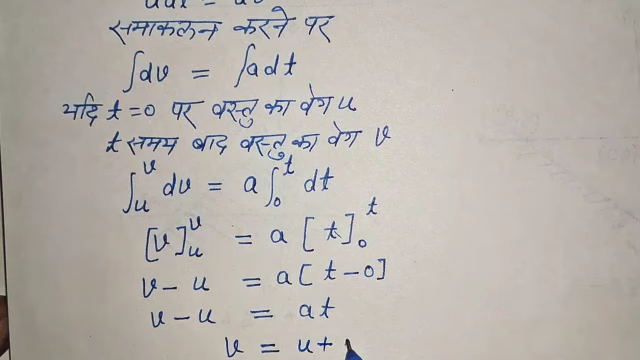 समाकलन करने पर
∫dv = ∫adt
यदि t=0 पर वस्तु का वेग u
t समय बाद वस्तु का वेग v
∫ᵤᵛ dv = a∫₀ᵗ dt
[v]ᵤᵛ = a [t]₀ᵗ
v - u = a[t-0]
v - u = at
v = u+